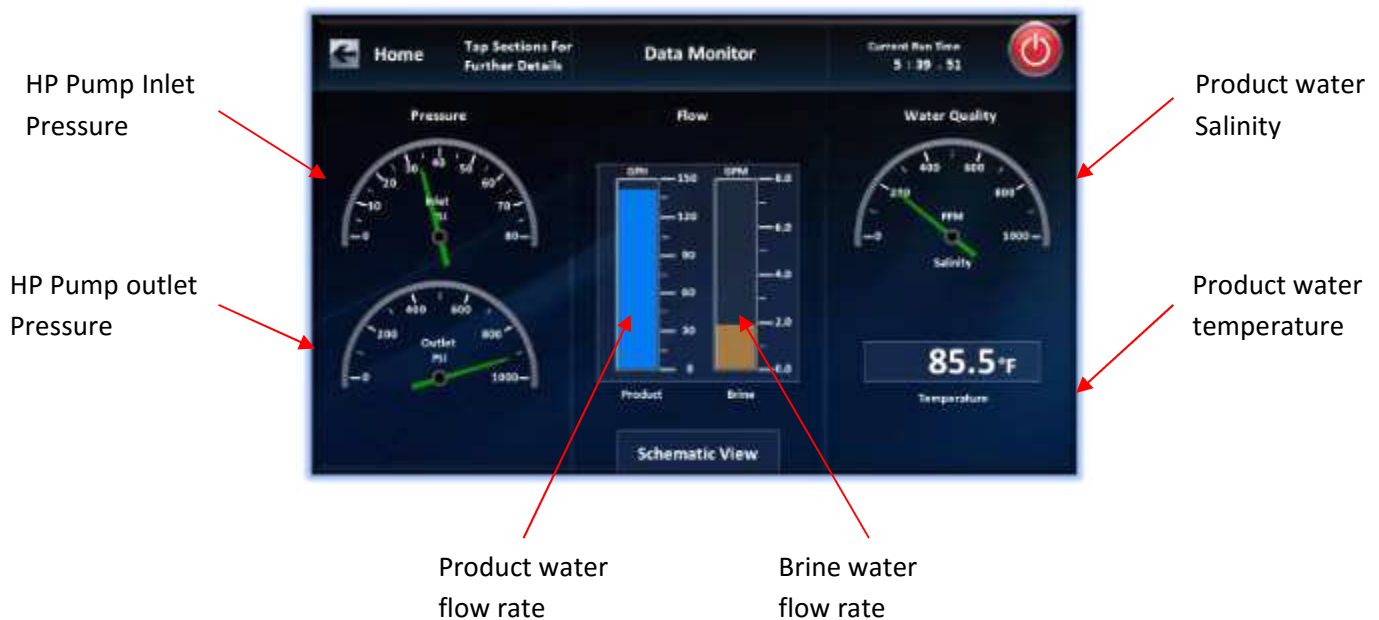 Home
Tap Sections For
Further Details
Data Monitor
Current Run Time
5 : 39 : 51
HP Pump Inlet
Pressure
Product water
Salinity
Pressure
Flow
Water Quality
0
10
20
30
40
50
60
70
80
Inlet
PSI
GPH
150
120
90
60
30
0
GPM
8.0
6.0
4.0
2.0
0.0
0
200
400
600
800
1000
PPM
Salinity
HP Pump outlet
Pressure
Product water
temperature
0
200
400
600
800
1000
Outlet
PSI
85.5°F
Product
Brine
Temperature
Schematic View
Product water
flow rate
Brine water
flow rate